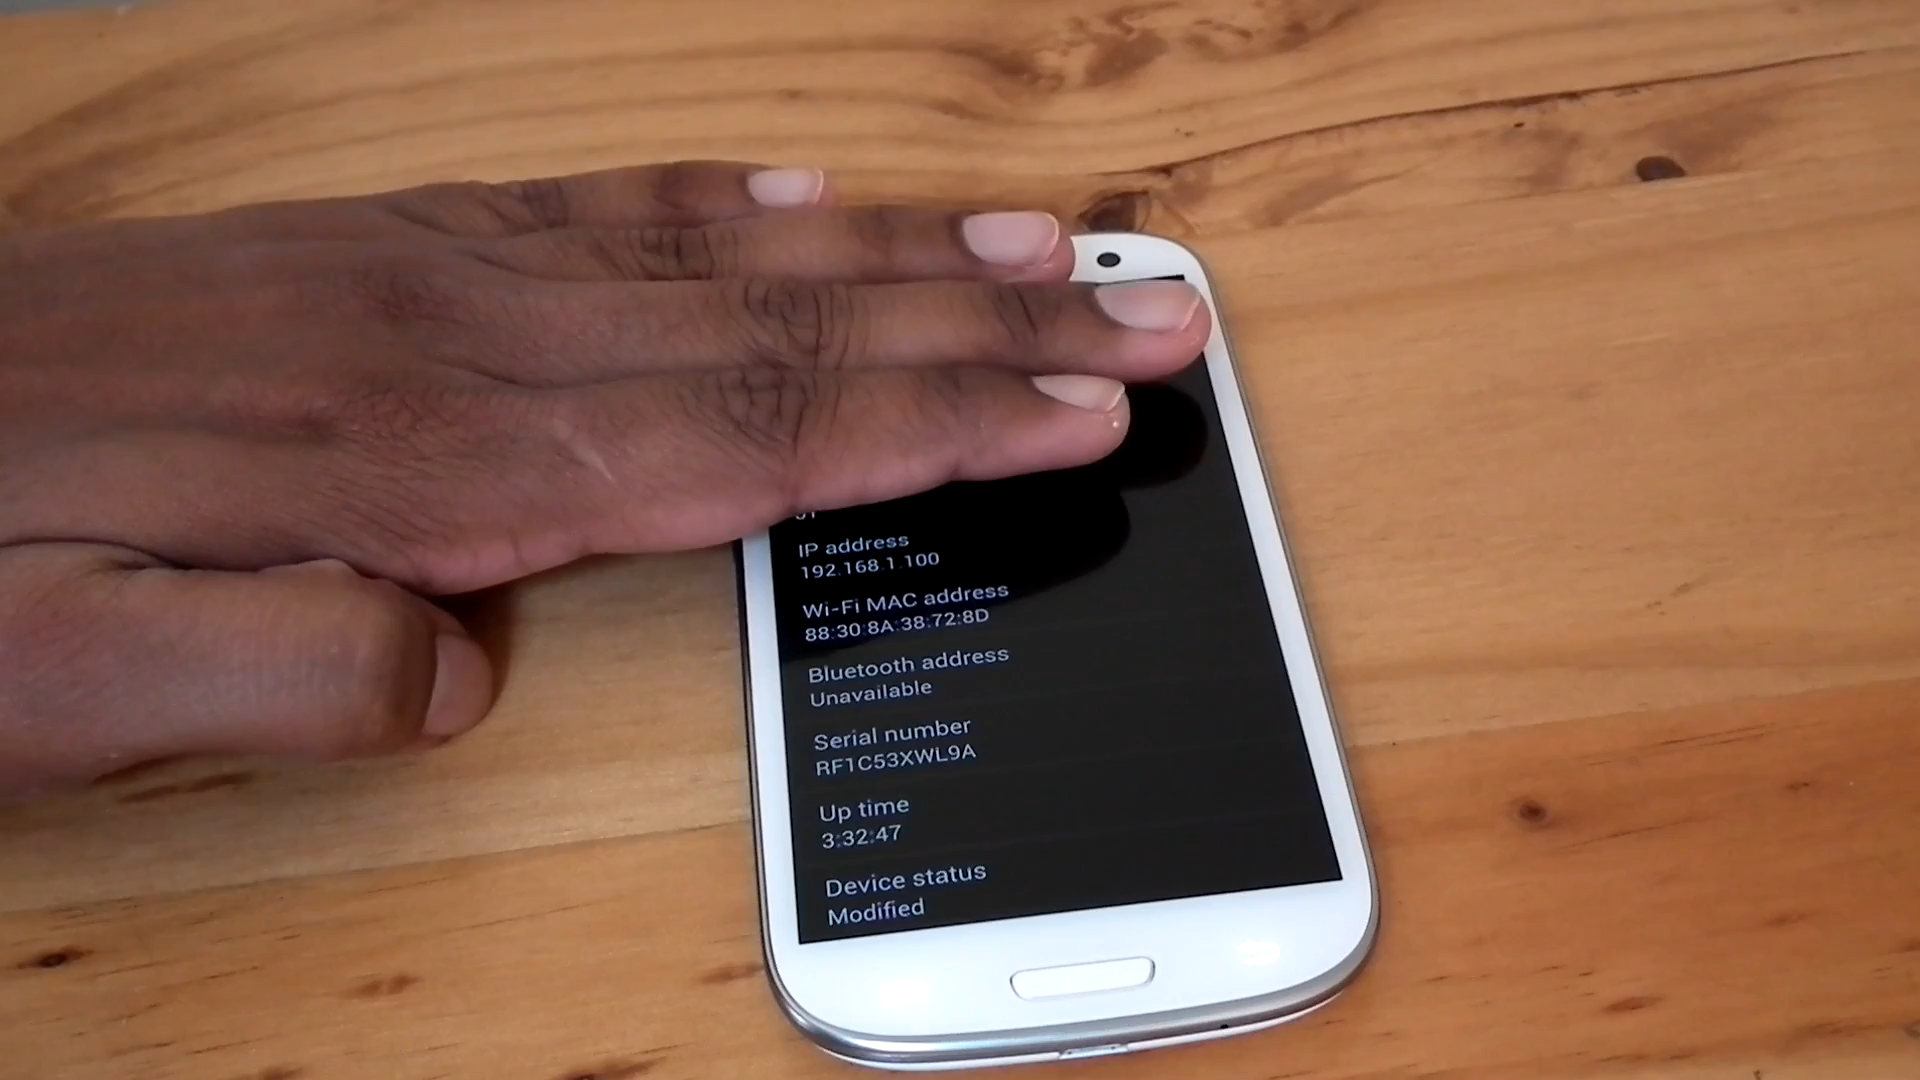 IP address
192.168.1.100
Wi-Fi MAC address
88:30:8A:38:72:8D
Bluetooth address
Unavailable
Serial number
RF1C53XWL9A
Up time
3:32:47
Device status
Modified